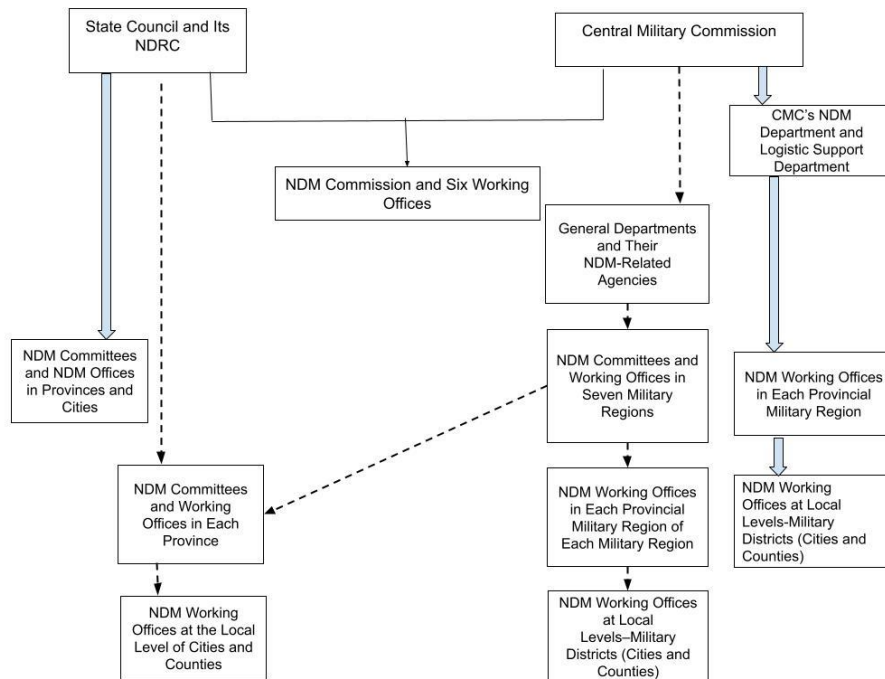 State Council and Its
NDRC
Central Military Commission
CMC's NDM
Department and
Logistic Support
Department
NDM Commission and Six Working
Offices
General Departments
and Their
NDM-Related
Agencies
NDM Committees
and NDM Offices
in Provinces and
Cities
NDM Committees and
Working Offices in
Seven Military
Regions
NDM Working Offices
in Each Provincial
Military Region
NDM Committees
and Working
Offices in Each
Province
NDM Working Offices
in Each Provincial
Military Region of
Each Military Region
NDM Working
Offices at Local
Levels-Military
Districts (Cities and
Counties)
NDM Working
Offices at the Local
Level of Cities and
Counties
NDM Working Offices
at Local
Levels–Military
Districts (Cities and
Counties)